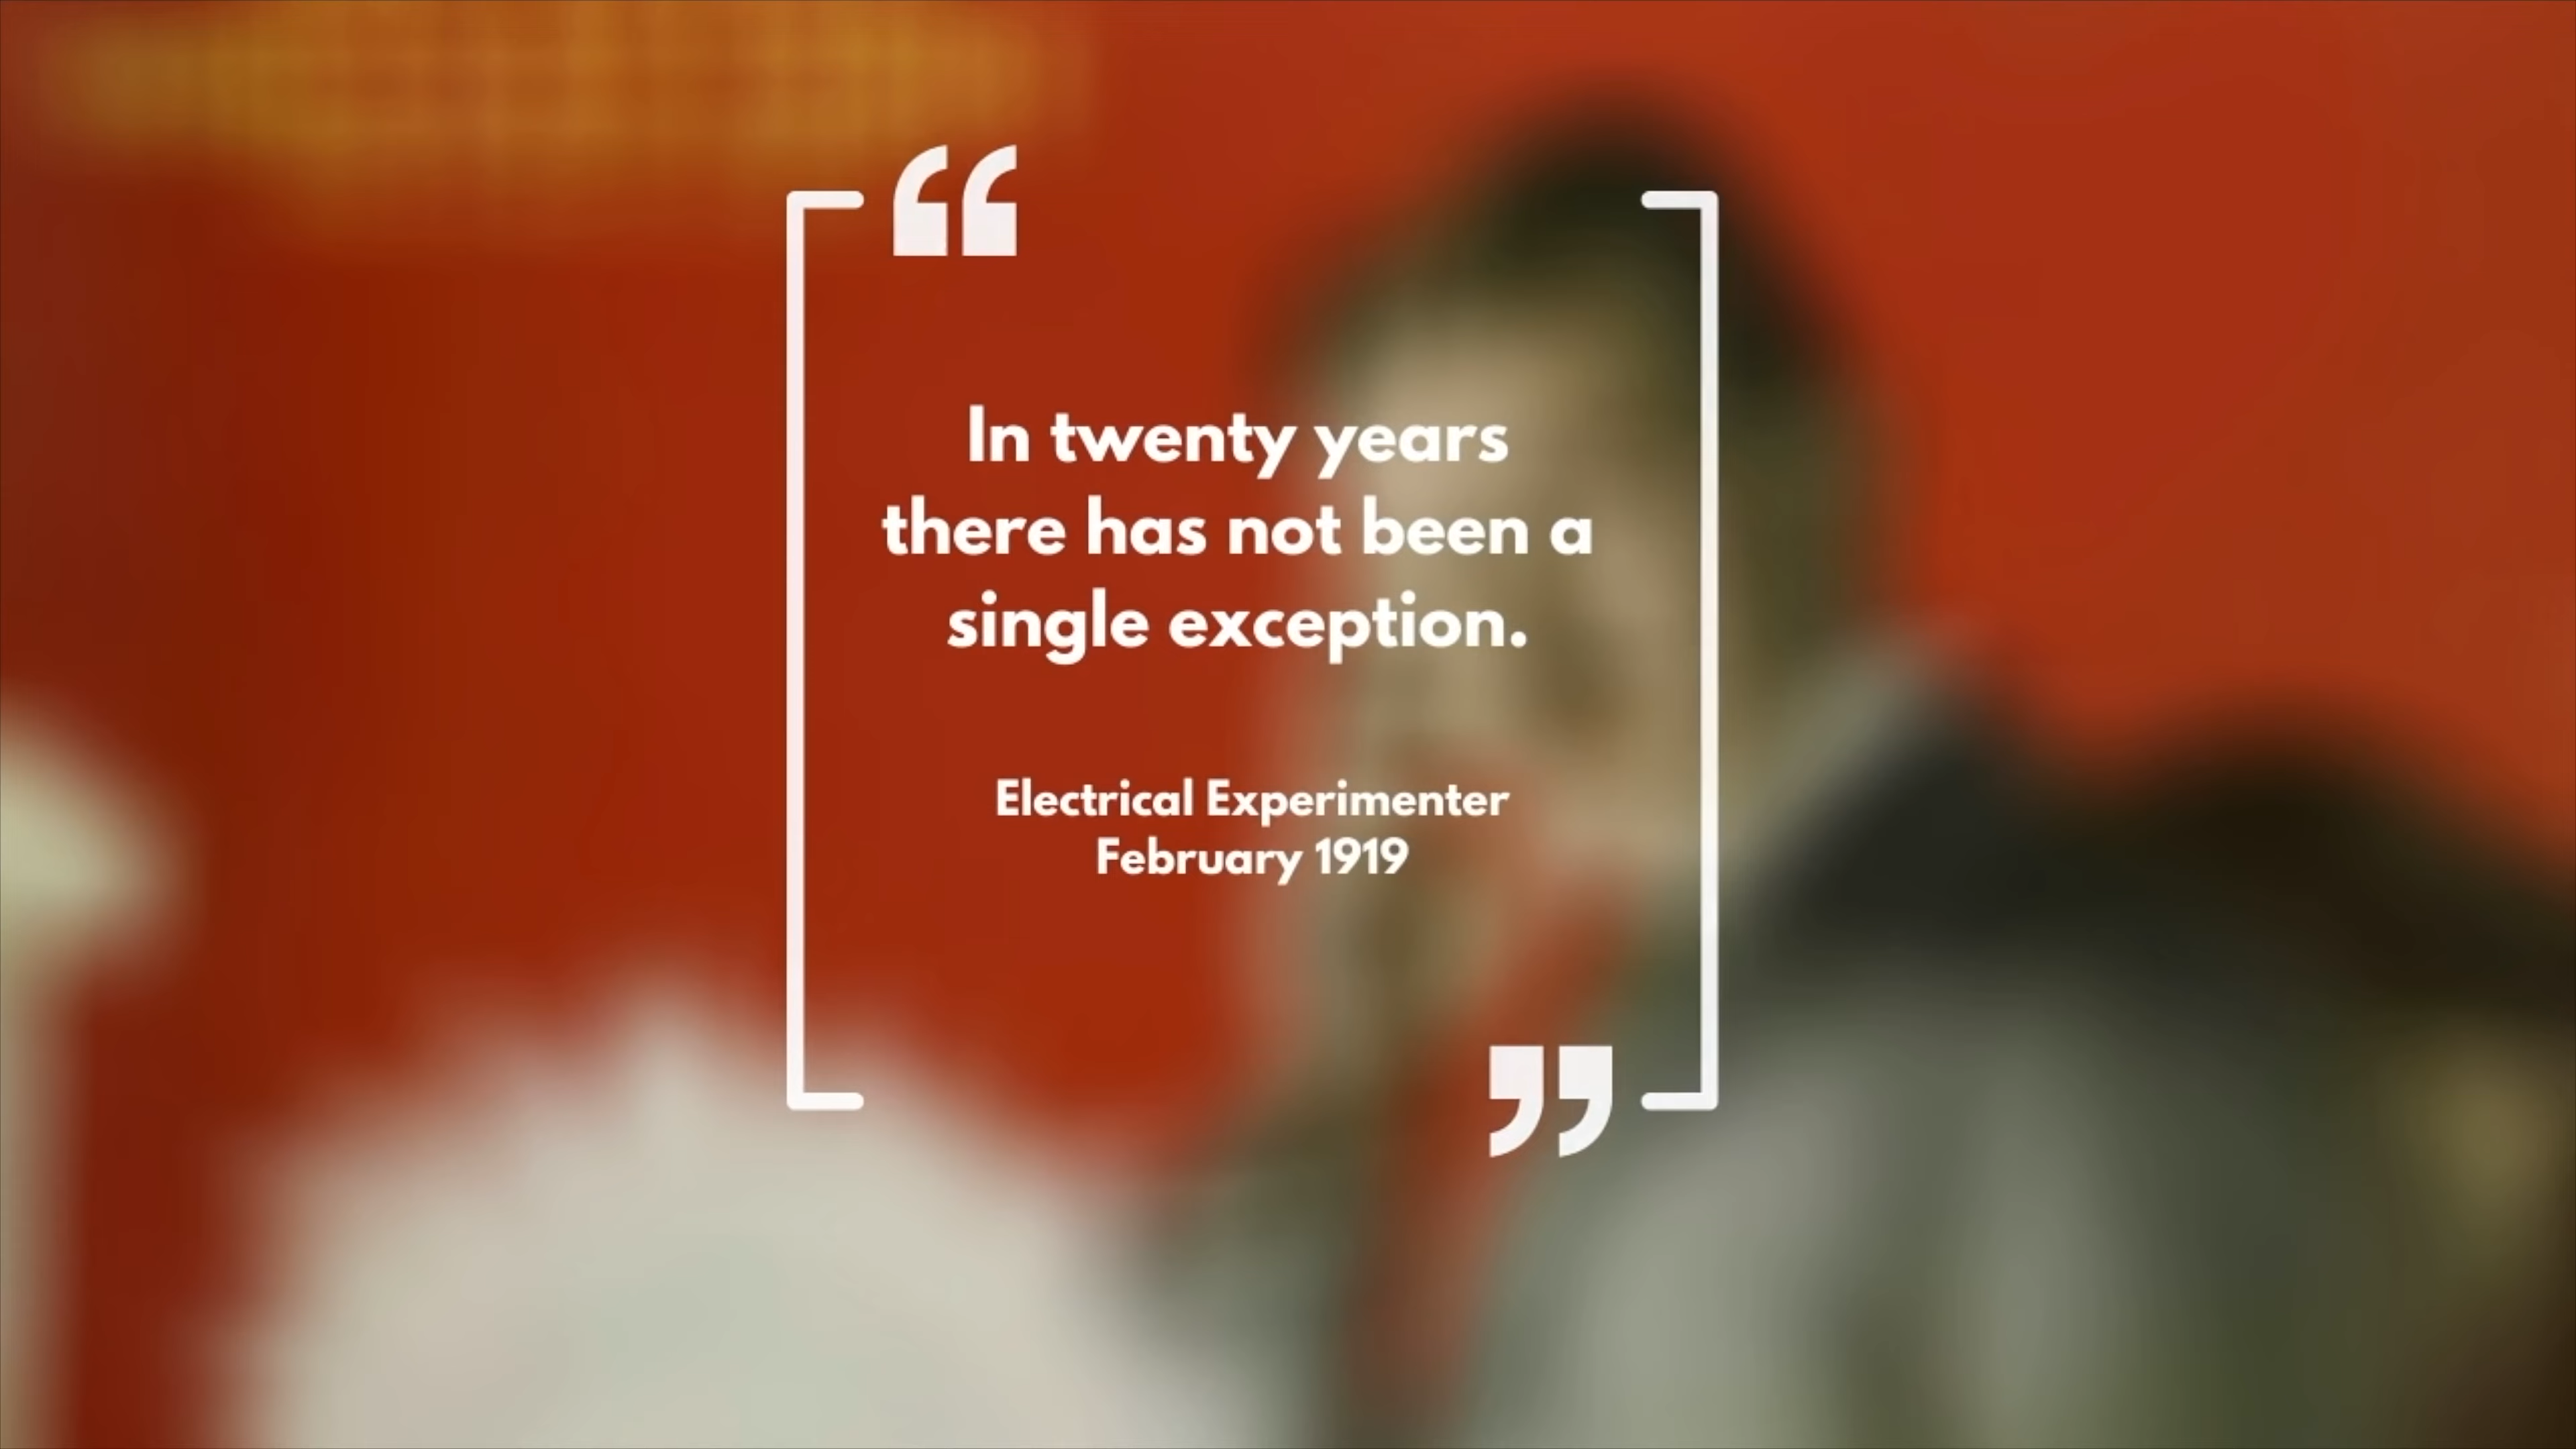 “
In twenty years
there has not been a
single exception.
Electrical Experimenter
February 1919
”